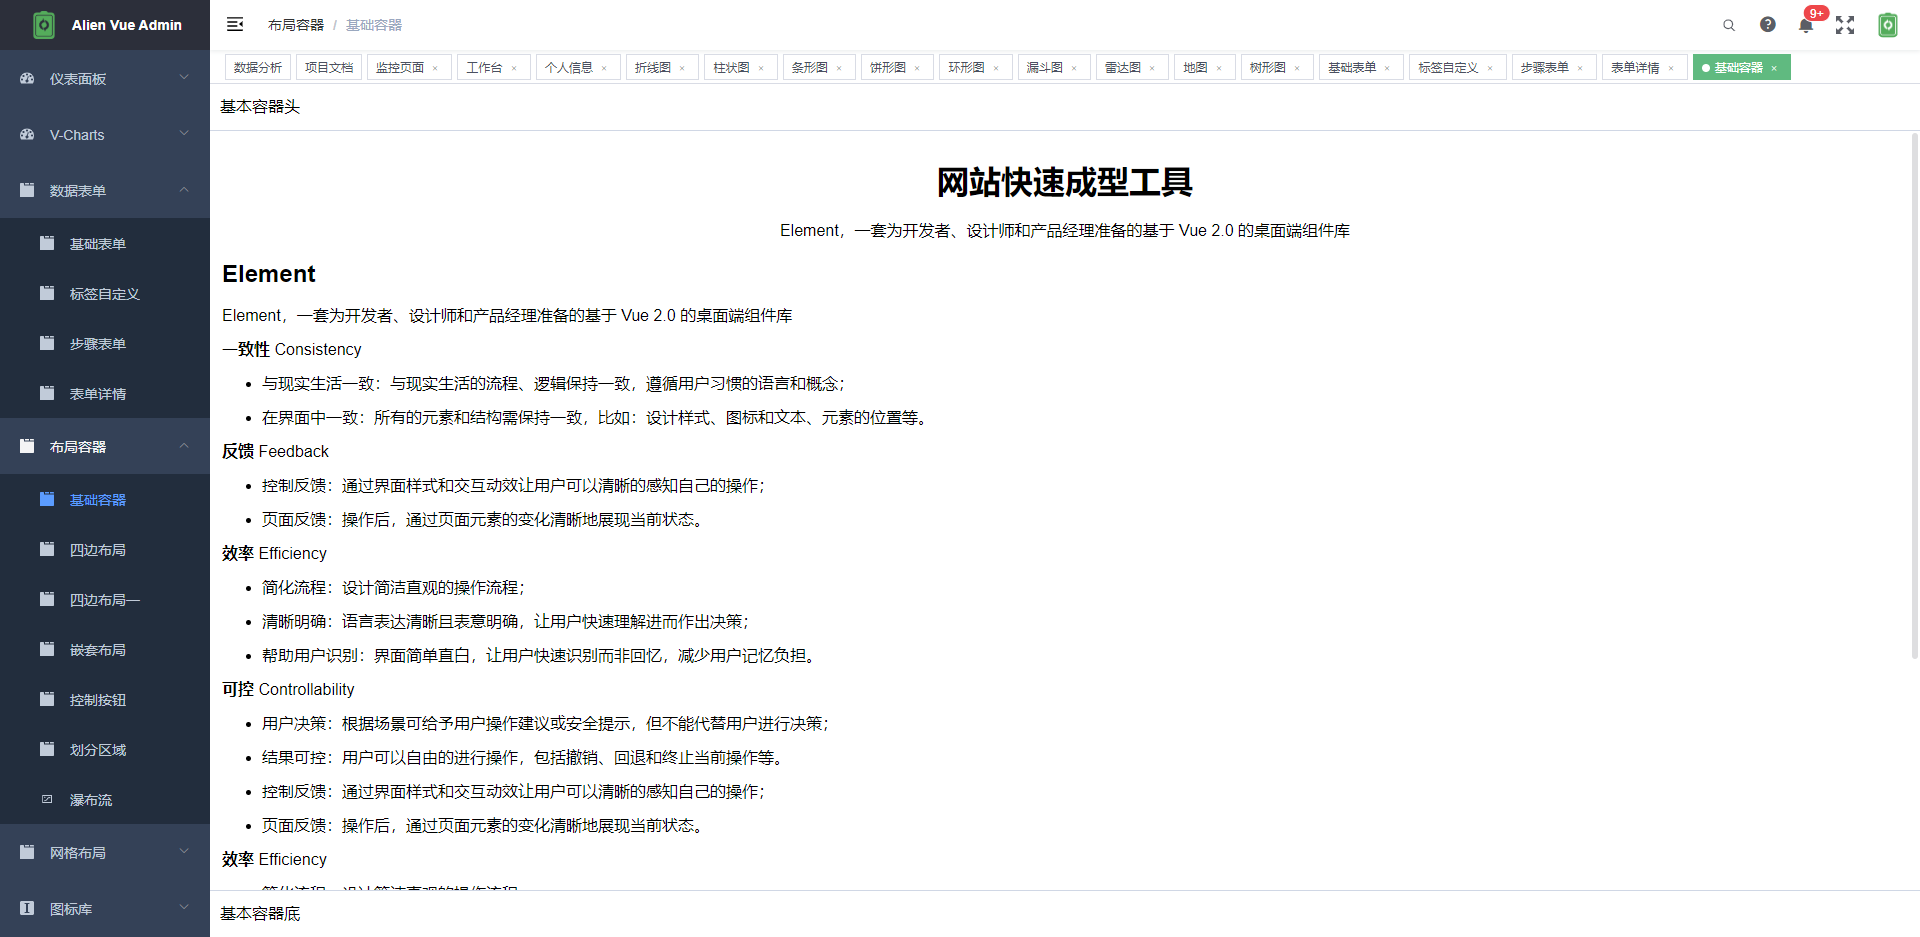 Alien Vue Admin
布局容器 / 基础容器
9+
仪表面板
V-Charts
数据表单
基础表单
标签自定义
步骤表单
表单详情
布局容器
基础容器
四边布局
四边布局一
嵌套布局
控制按钮
划分区域
瀑布流
网格布局
图标库
数据分析 项目文档 监控页面 × 工作台 × 个人信息 × 折线图 × 柱状图 × 条形图 × 饼形图 × 环形图 × 漏斗图 × 雷达图 × 地图 × 树形图 × 基础表单 × 标签自定义 × 步骤表单 × 表单详情 × 基础容器 ×
基本容器头
网站快速成型工具
Element，一套为开发者、设计师和产品经理准备的基于 Vue 2.0 的桌面端组件库
Element
Element，一套为开发者、设计师和产品经理准备的基于 Vue 2.0 的桌面端组件库
一致性 Consistency
• 与现实生活一致：与现实生活的流程、逻辑保持一致，遵循用户习惯的语言和概念；
• 在界面中一致：所有的元素和结构需保持一致，比如：设计样式、图标和文本、元素的位置等。
反馈 Feedback
• 控制反馈：通过界面样式和交互动效让用户可以清晰的感知自己的操作；
• 页面反馈：操作后，通过页面元素的变化清晰地展现当前状态。
效率 Efficiency
• 简化流程：设计简洁直观的操作流程；
• 清晰明确：语言表达清晰且表意明确，让用户快速理解进而作出决策；
• 帮助用户识别：界面简单直白，让用户快速识别而非回忆，减少用户记忆负担。
可控 Controllability
• 用户决策：根据场景可给予用户操作建议或安全提示，但不能代替用户进行决策；
• 结果可控：用户可以自由的进行操作，包括撤销、回退和终止当前操作等。
• 控制反馈：通过界面样式和交互动效让用户可以清晰的感知自己的操作；
• 页面反馈：操作后，通过页面元素的变化清晰地展现当前状态。
效率 Efficiency
• 简化流程：设计简洁直观的操作流程；
基本容器底